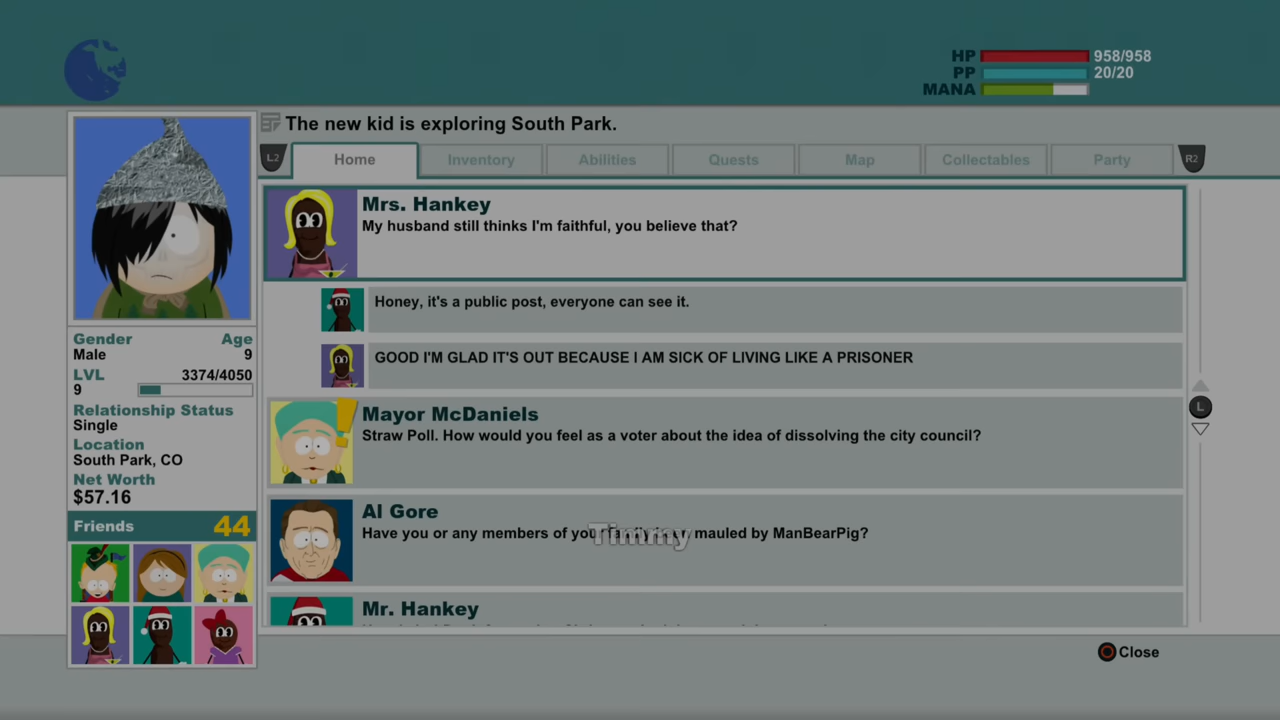 HP 958/958
PP 20/20
MANA
The new kid is exploring South Park.
L2 Home Inventory Abilities Quests Map Collectables Party R2
Gender Age
Male 9
LVL 3374/4050
9
Relationship Status
Single
Location
South Park, CO
Net Worth
$57.16
Friends 44
Mrs. Hankey
My husband still thinks I'm faithful, you believe that?
Honey, it's a public post, everyone can see it.
GOOD I'M GLAD IT'S OUT BECAUSE I AM SICK OF LIVING LIKE A PRISONER
Mayor McDaniels
Straw Poll. How would you feel as a voter about the idea of dissolving the city council?
Al Gore
Have you or any members of your family been mauled by ManBearPig?
Timmy
Mr. Hankey
L
Close